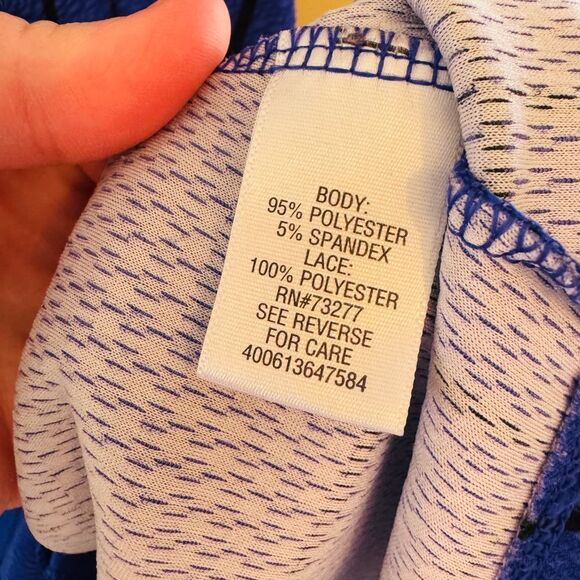 BODY:
95% POLYESTER
5% SPANDEX
LACE:
100% POLYESTER
RN#73277
SEE REVERSE
FOR CARE
400613647584